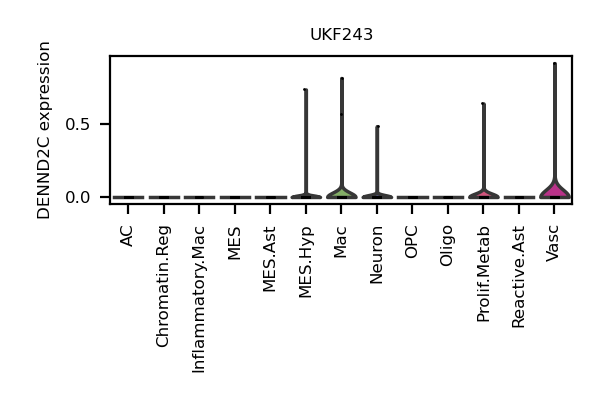 UKF243
DENND2C expression
0.5
0.0
AC
Chromatin.Reg
Inflammatory.Mac
MES
MES.Ast
MES.Hyp
Mac
Neuron
OPC
Oligo
Prolif.Metab
Reactive.Ast
Vasc